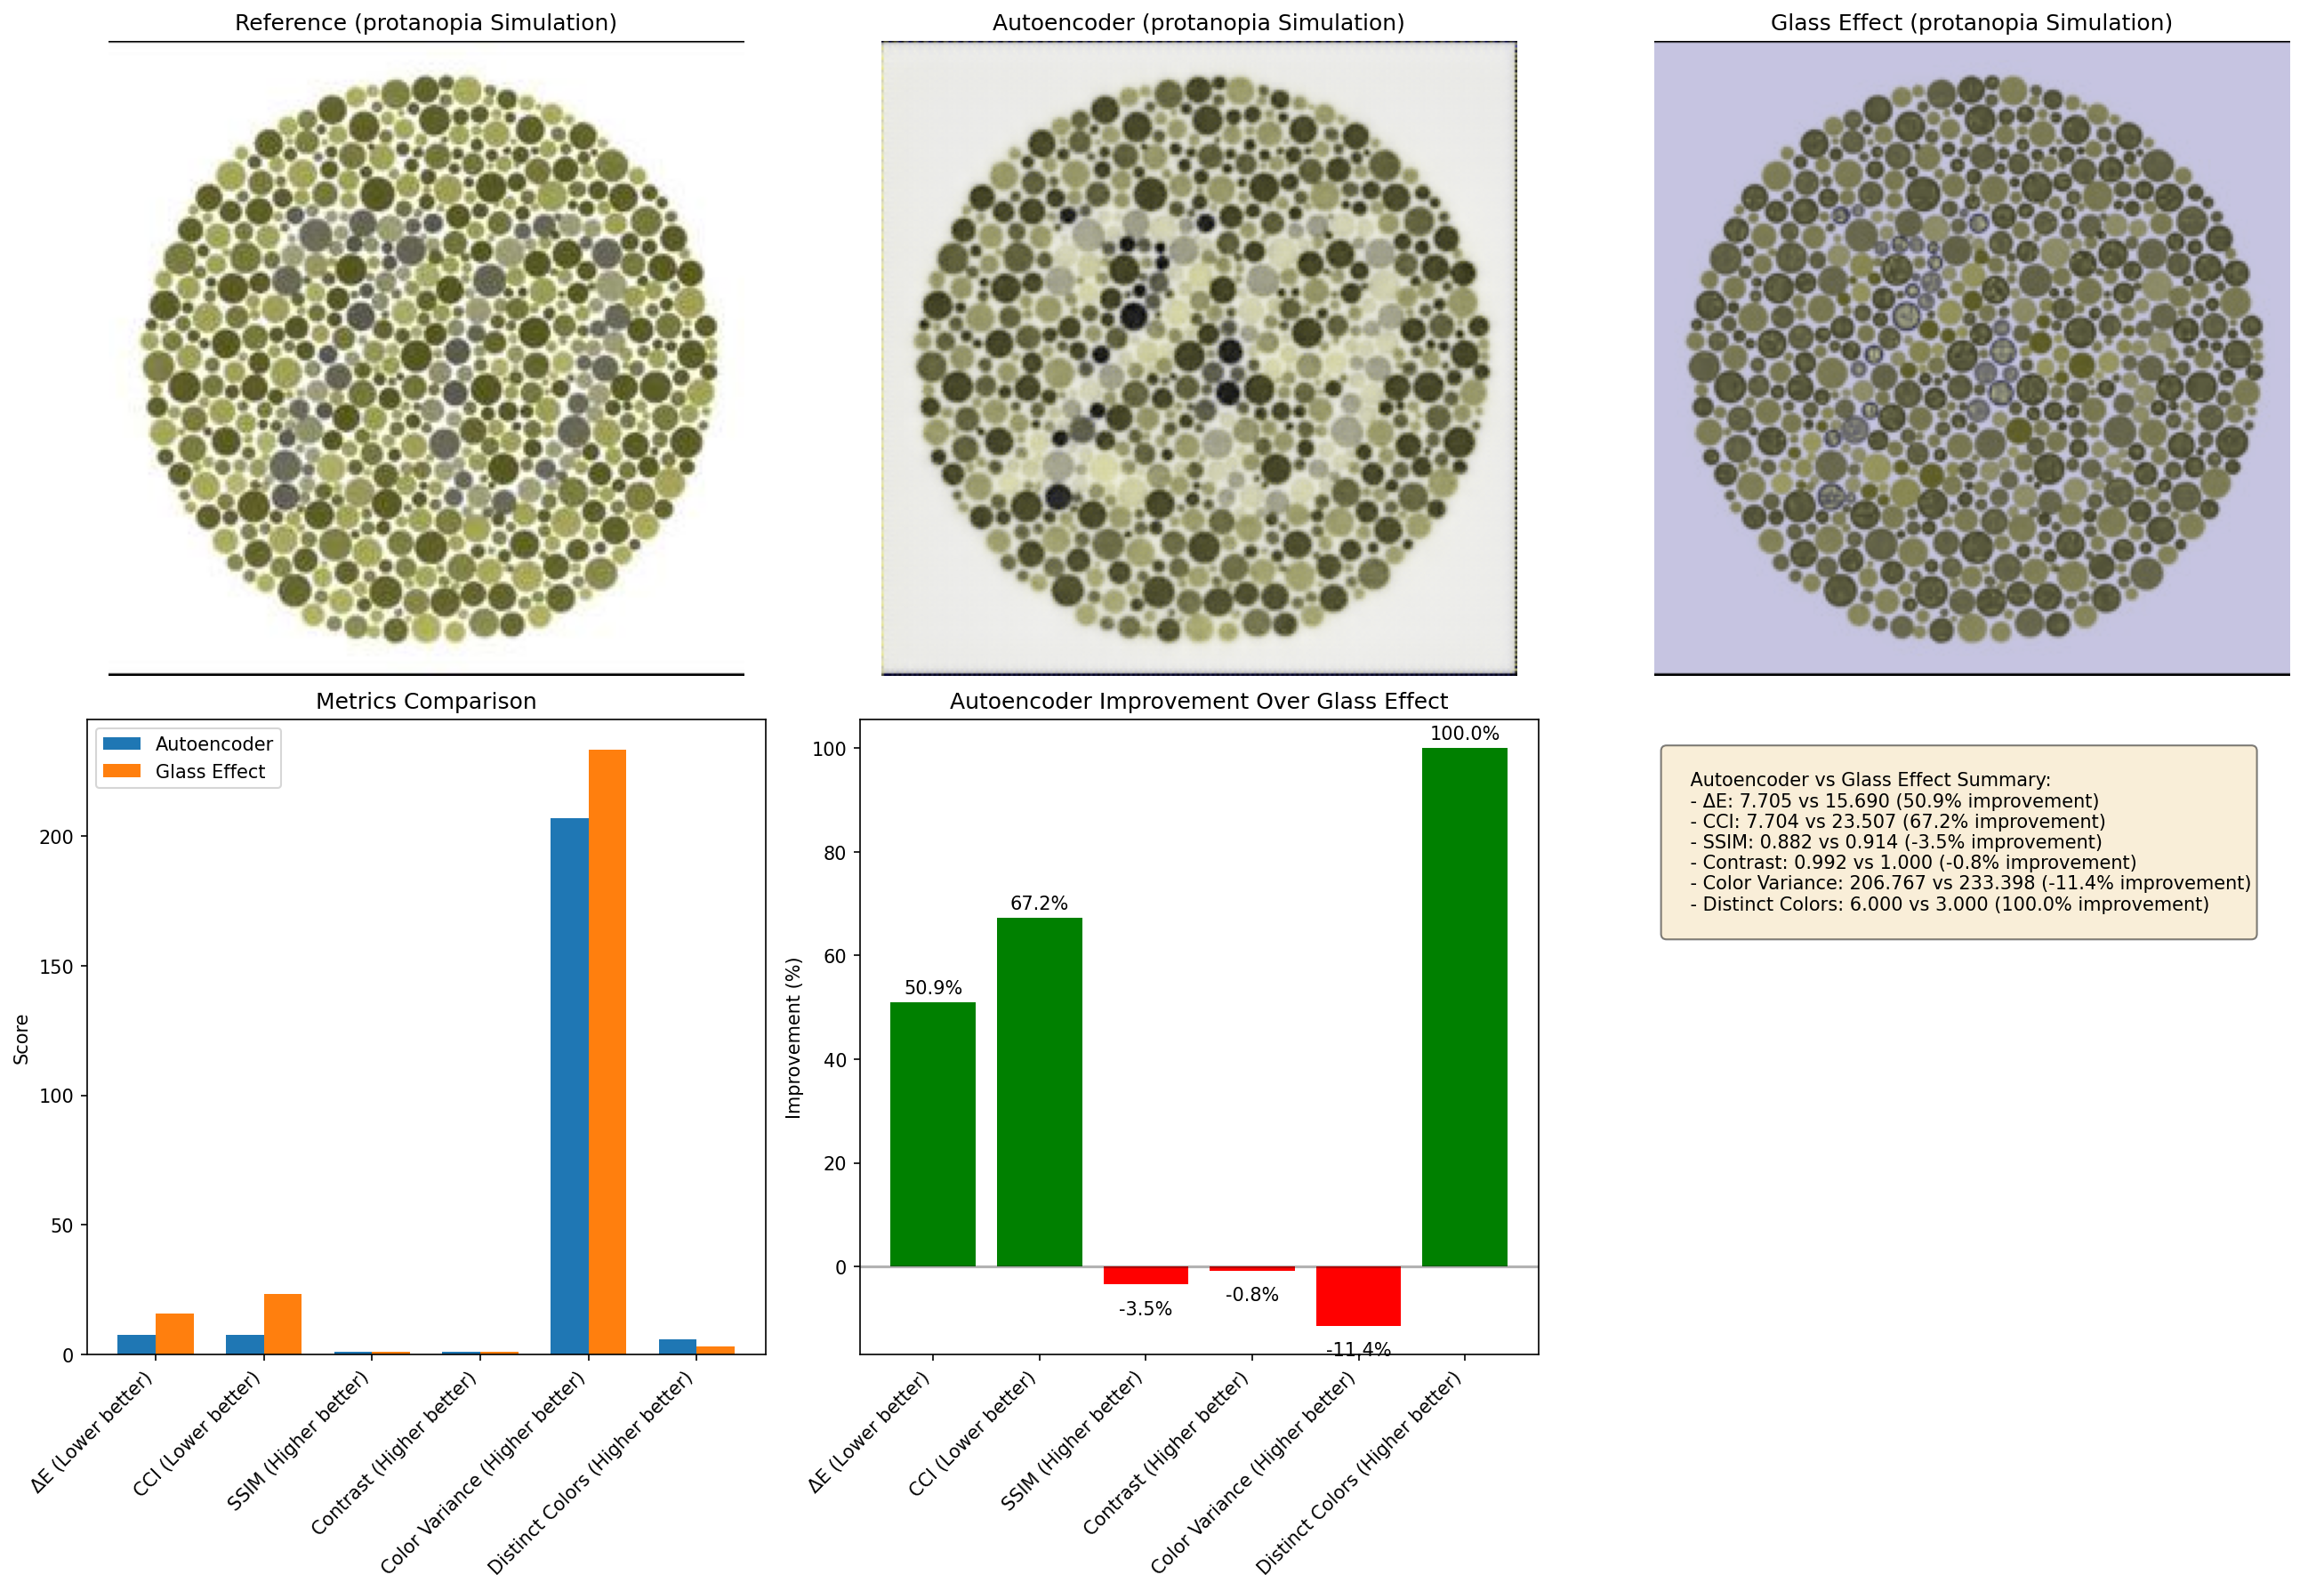 Reference (protanopia Simulation)
Autoencoder (protanopia Simulation)
Glass Effect (protanopia Simulation)
Metrics Comparison
Autoencoder
Glass Effect
Score
200
150
100
50
0
ΔE (Lower better)
CCI (Lower better)
SSIM (Higher better)
Contrast (Higher better)
Color Variance (Higher better)
Distinct Colors (Higher better)
Autoencoder Improvement Over Glass Effect
Improvement (%)
100
80
60
40
20
0
50.9%
67.2%
-3.5%
-0.8%
-11.4%
100.0%
ΔE (Lower better)
CCI (Lower better)
SSIM (Higher better)
Contrast (Higher better)
Color Variance (Higher better)
Distinct Colors (Higher better)
Autoencoder vs Glass Effect Summary:
- ΔE: 7.705 vs 15.690 (50.9% improvement)
- CCI: 7.704 vs 23.507 (67.2% improvement)
- SSIM: 0.882 vs 0.914 (-3.5% improvement)
- Contrast: 0.992 vs 1.000 (-0.8% improvement)
- Color Variance: 206.767 vs 233.398 (-11.4% improvement)
- Distinct Colors: 6.000 vs 3.000 (100.0% improvement)